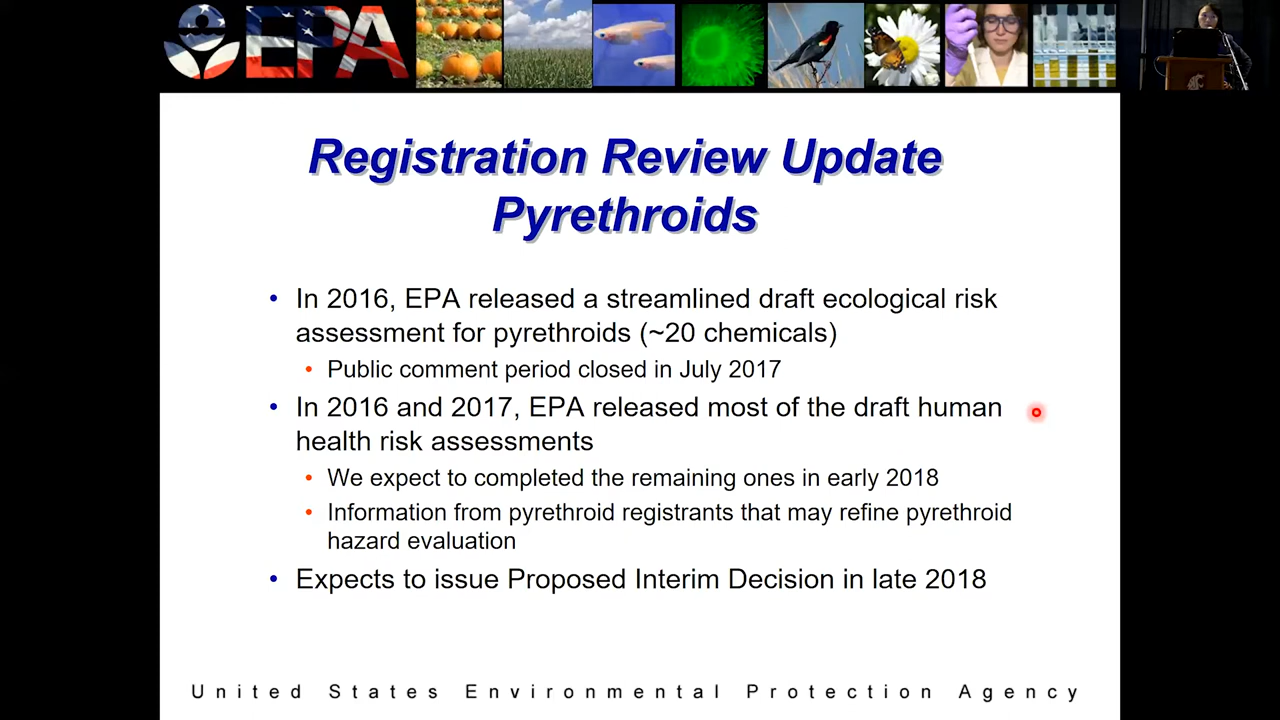 EPA
Registration Review Update
Pyrethroids
• In 2016, EPA released a streamlined draft ecological risk
assessment for pyrethroids (~20 chemicals)
• Public comment period closed in July 2017
• In 2016 and 2017, EPA released most of the draft human
health risk assessments
• We expect to completed the remaining ones in early 2018
• Information from pyrethroid registrants that may refine pyrethroid
hazard evaluation
• Expects to issue Proposed Interim Decision in late 2018
United States Environmental Protection Agency